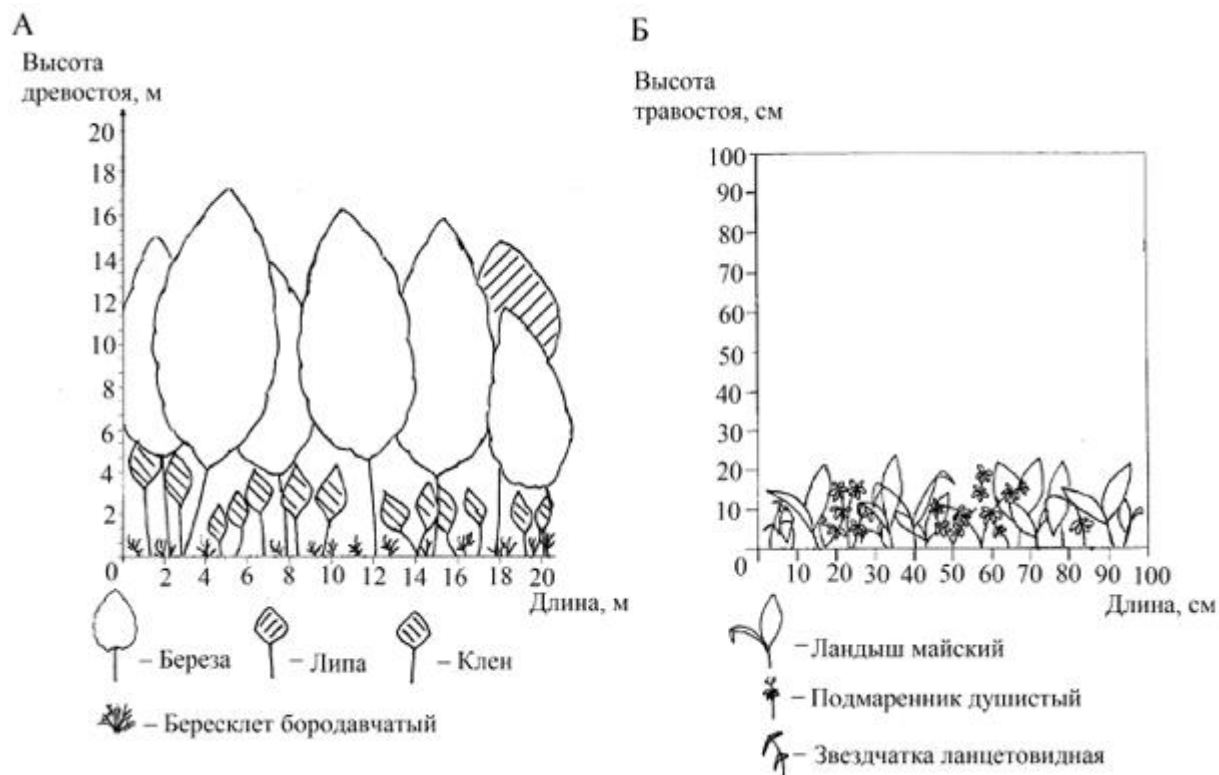 А
Высота
древостоя, м
20
18
16
14
12
10
8
6
4
2
0 2 4 6 8 10 12 14 16 18 20
Длина, м
– Береза
– Липа
– Клен
– Бересклет бородавчатый
Б
Высота
травостоя, см
100
90
80
70
60
50
40
30
20
10
0 10 20 30 40 50 60 70 80 90 100
Длина, см
– Ландыш майский
– Подмаренник душистый
– Звездчатка ланцетовидная